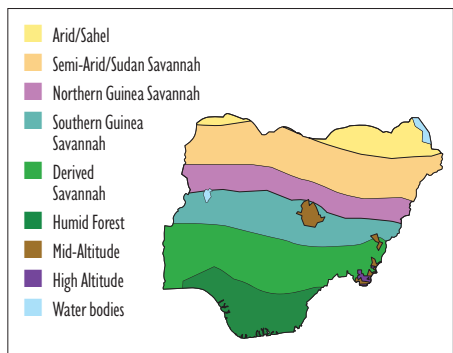 Arid/Sahel
Semi-Arid/Sudan Savannah
Northern Guinea Savannah
Southern Guinea
Savannah
Derived
Savannah
Humid Forest
Mid-Altitude
High Altitude
Water bodies